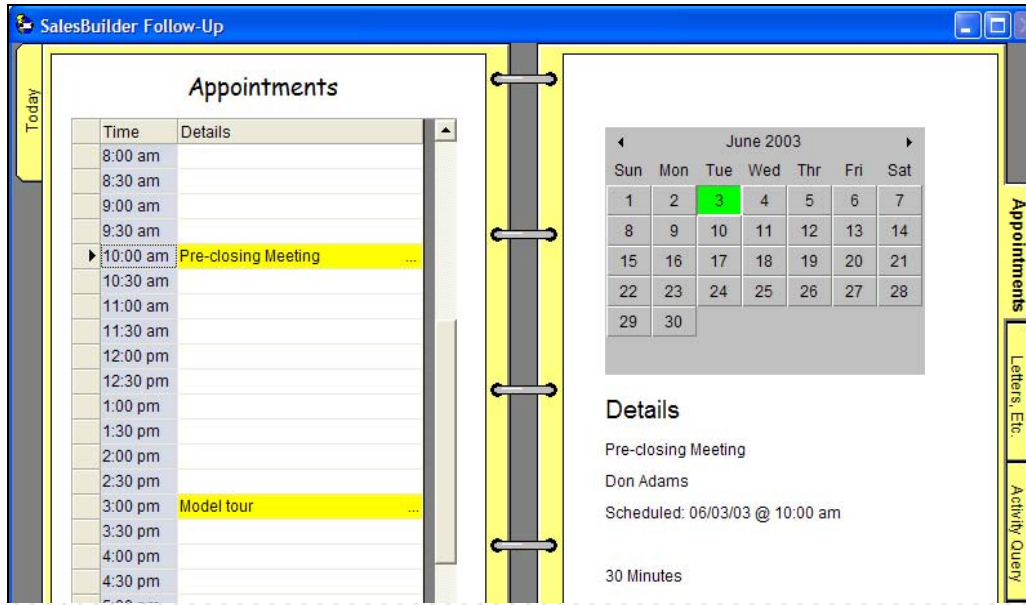 SalesBuilder Follow-Up
Today
Appointments
Time Details
8:00 am
8:30 am
9:00 am
9:30 am
10:00 am Pre-closing Meeting ...
10:30 am
11:00 am
11:30 am
12:00 pm
12:30 pm
1:00 pm
1:30 pm
2:00 pm
2:30 pm
3:00 pm Model tour ...
3:30 pm
4:00 pm
4:30 pm
June 2003
Sun Mon Tue Wed Thr Fri Sat
1 2 3 4 5 6 7
8 9 10 11 12 13 14
15 16 17 18 19 20 21
22 23 24 25 26 27 28
29 30
Details
Pre-closing Meeting
Don Adams
Scheduled: 06/03/03 @ 10:00 am
30 Minutes
Appointments
Letters, Etc.
Activity Query